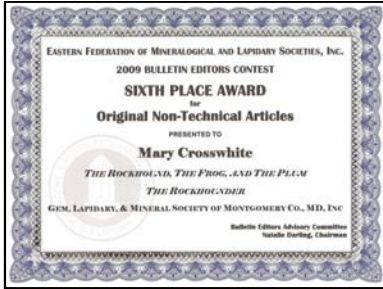 EASTERN FEDERATION OF MINERALOGICAL AND LAPIDARY SOCIETIES, INC.
2009 BULLETIN EDITORS CONTEST
SIXTH PLACE AWARD
for
Original Non-Technical Articles
PRESENTED TO
Mary Crosswhite
THE ROCKHOUND, THE FROG, AND THE PLUM
THE ROCKHOUNDER
GEM, LAPIDARY, & MINERAL SOCIETY OF MONTGOMERY CO., MD, INC
Bulletin Editors Advisory Committee
Natalie Darling, Chairman